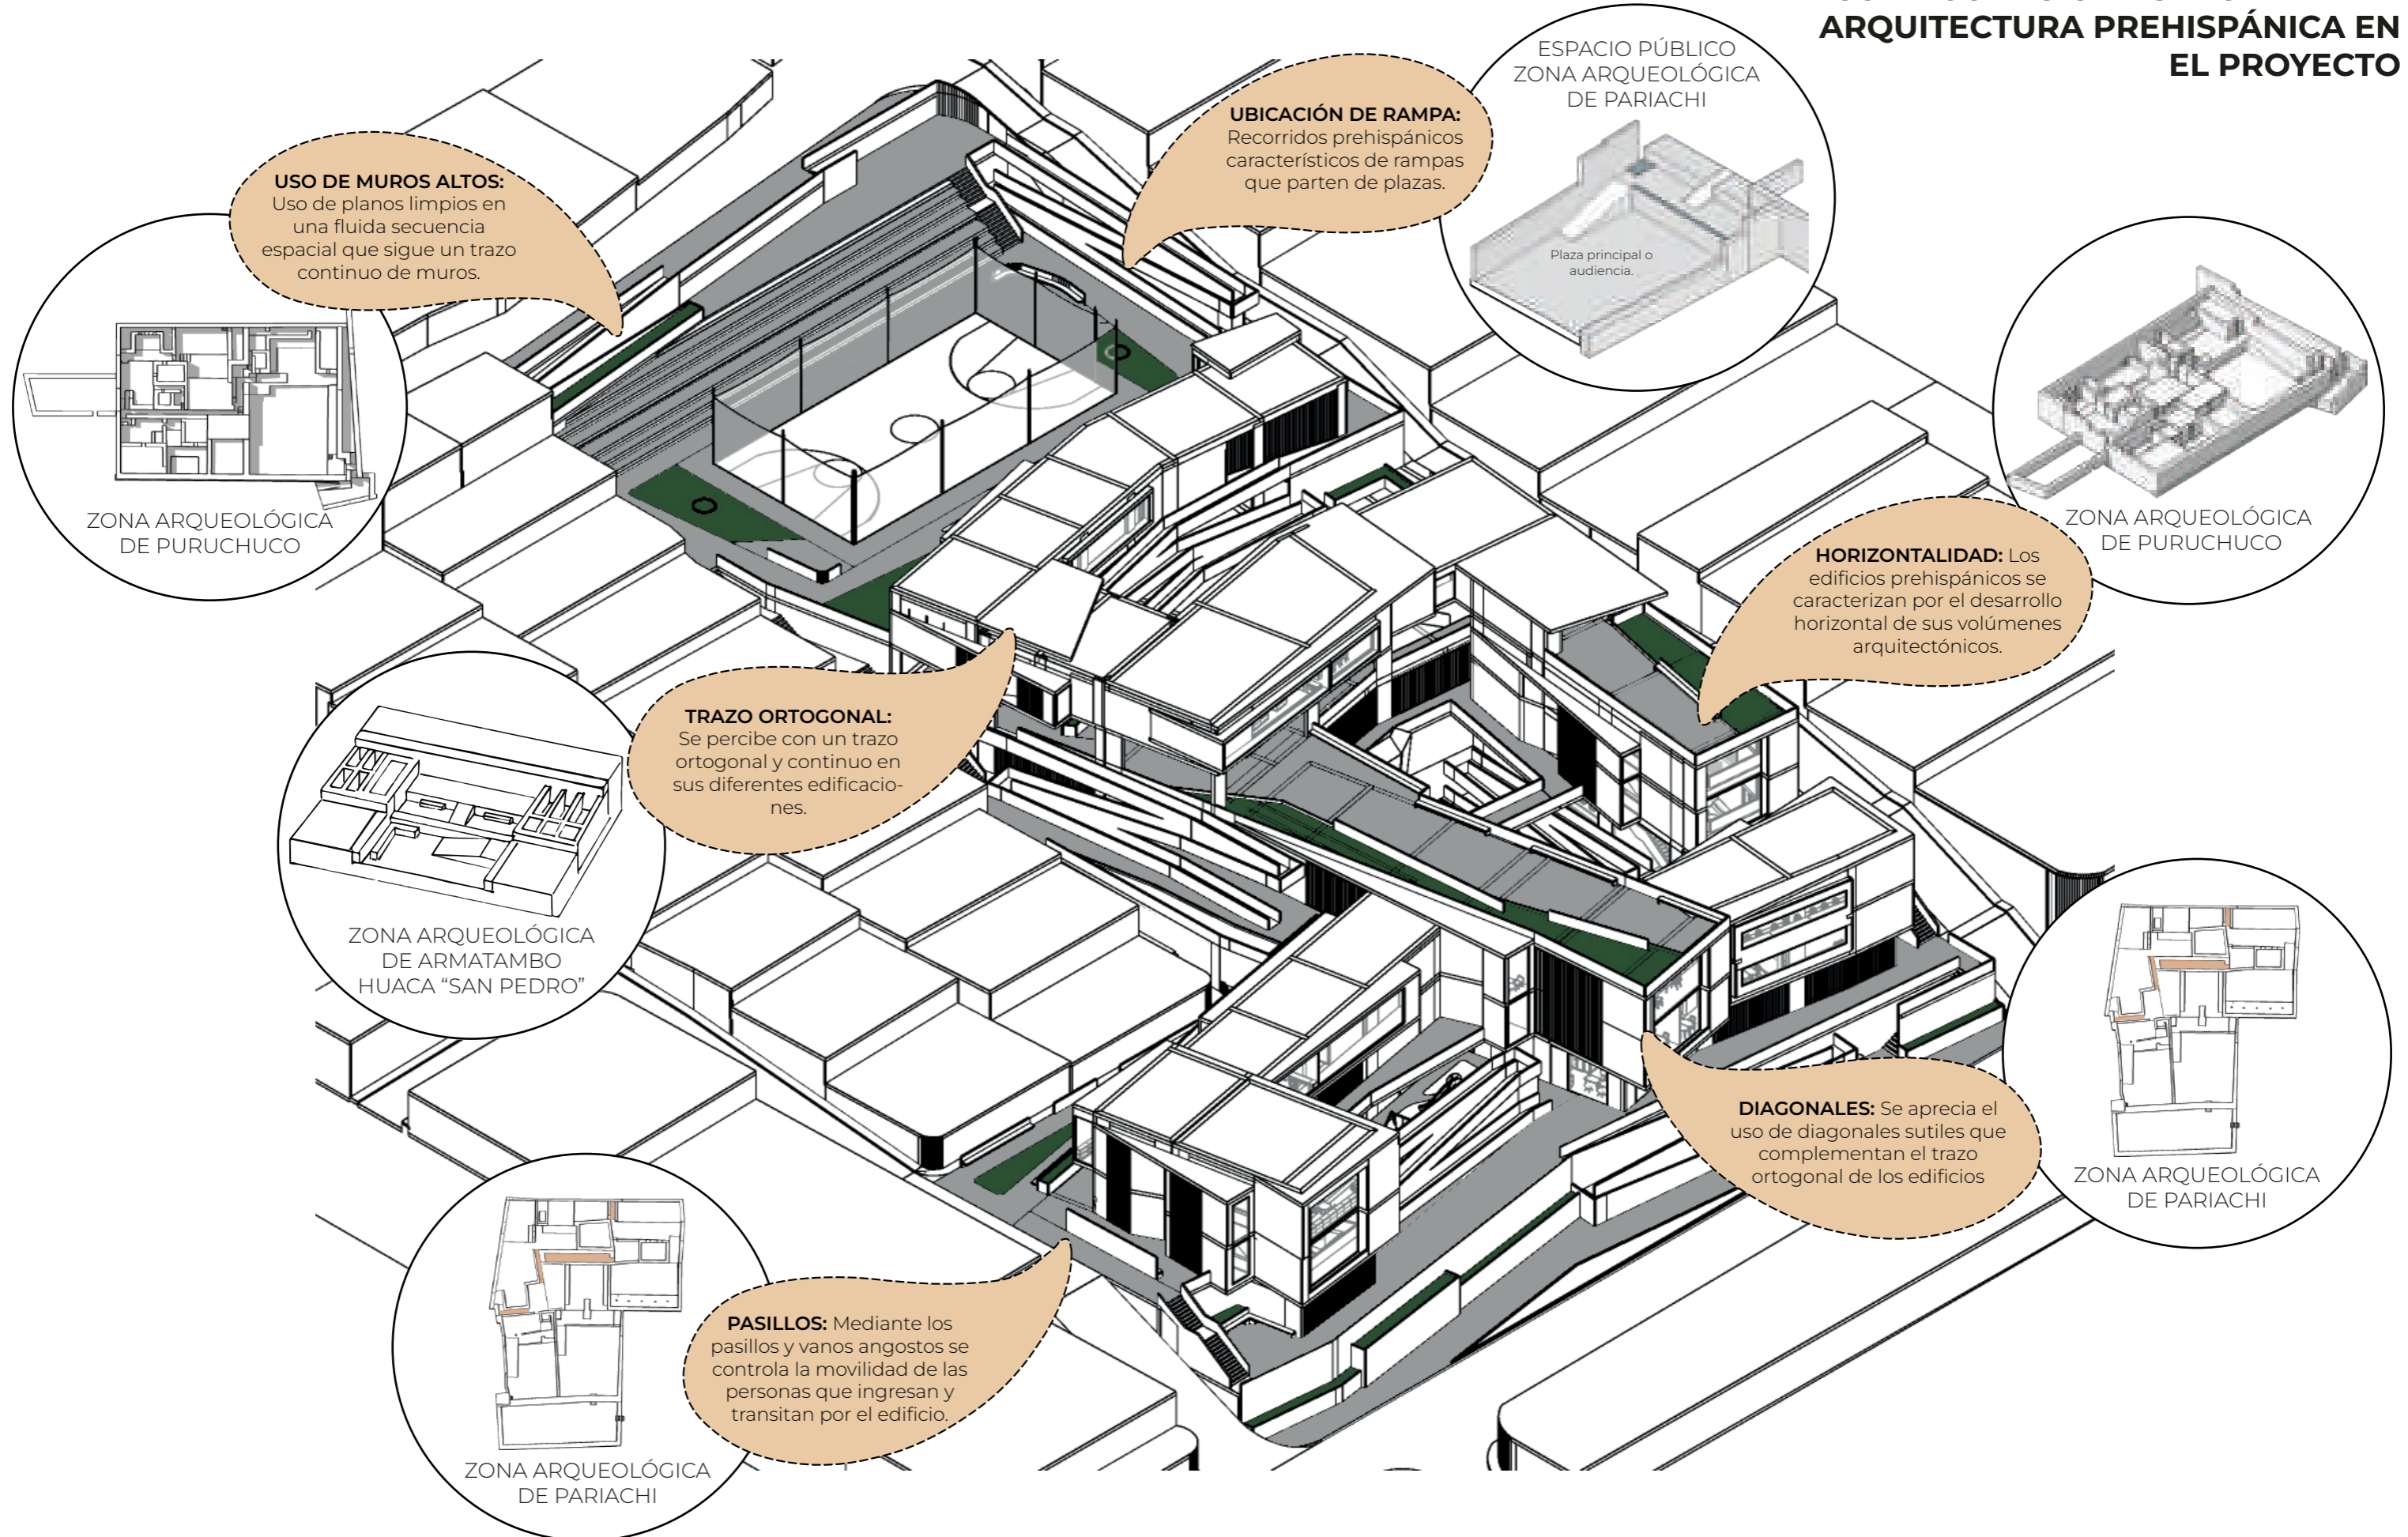 ARQUITECTURA PREHISPÁNICA EN
EL PROYECTO
ESPACIO PÚBLICO
ZONA ARQUEOLÓGICA
DE PARIACHI
Plaza principal o
audiencia.
UBICACIÓN DE RAMPA:
Recorridos prehispánicos
característicos de rampas
que parten de plazas.
USO DE MUROS ALTOS:
Uso de planos limpios en
una fluida secuencia
espacial que sigue un trazo
continuo de muros.
ZONA ARQUEOLÓGICA
DE PURUCHUCO
ZONA ARQUEOLÓGICA
DE PURUCHUCO
HORIZONTALIDAD: Los
edificios prehispánicos se
caracterizan por el desarrollo
horizontal de sus volúmenes
arquitectónicos.
TRAZO ORTOGONAL:
Se percibe con un trazo
ortogonal y continuo en
sus diferentes edificacio-
nes.
ZONA ARQUEOLÓGICA
DE ARMATAMBO
HUACA “SAN PEDRO”
DIAGONALES: Se aprecia el
uso de diagonales sutiles que
complementan el trazo
ortogonal de los edificios
ZONA ARQUEOLÓGICA
DE PARIACHI
PASILLOS: Mediante los
pasillos y vanos angostos se
controla la movilidad de las
personas que ingresan y
transitan por el edificio.
ZONA ARQUEOLÓGICA
DE PARIACHI